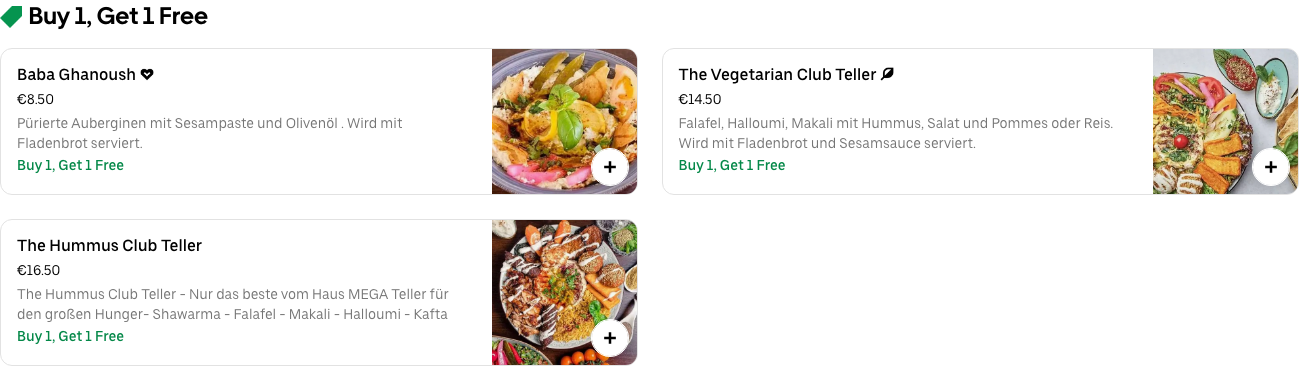 Buy 1, Get 1 Free
Baba Ghanoush
€8.50
Pürierte Auberginen mit Sesampaste und Olivenöl . Wird mit
Fladenbrot serviert.
Buy 1, Get 1 Free
The Vegetarian Club Teller
€14.50
Falafel, Halloumi, Makali mit Hummus, Salat und Pommes oder Reis.
Wird mit Fladenbrot und Sesamsauce serviert.
Buy 1, Get 1 Free
The Hummus Club Teller
€16.50
The Hummus Club Teller - Nur das beste vom Haus MEGA Teller für
den großen Hunger- Shawarma - Falafel - Makali - Halloumi - Kafta
Buy 1, Get 1 Free